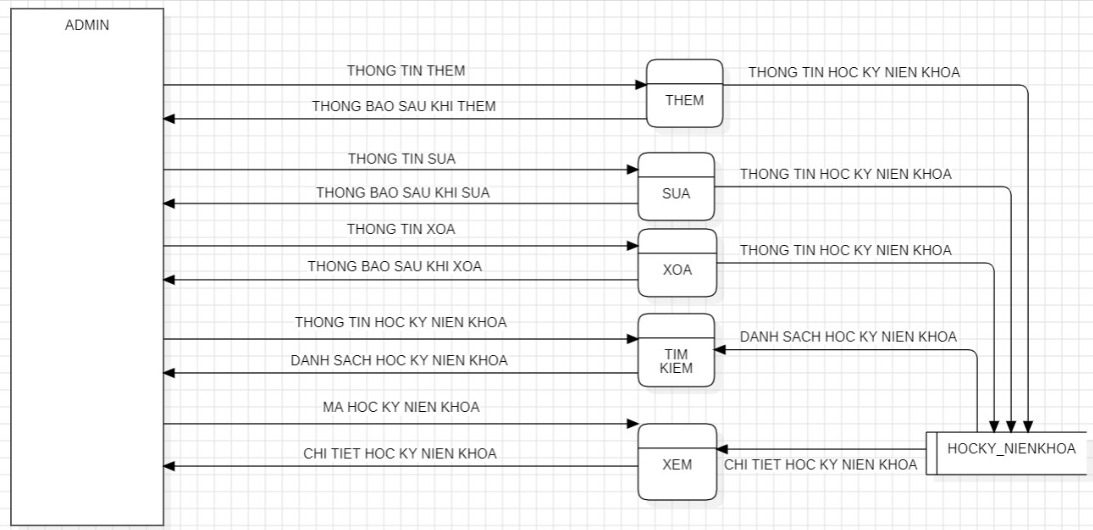 ADMIN
THONG TIN THEM
THONG BAO SAU KHI THEM
THEM
THONG TIN HOC KY NIEN KHOA
THONG TIN SUA
THONG BAO SAU KHI SUA
SUA
THONG TIN HOC KY NIEN KHOA
THONG TIN XOA
THONG BAO SAU KHI XOA
XOA
THONG TIN HOC KY NIEN KHOA
THONG TIN HOC KY NIEN KHOA
DANH SACH HOC KY NIEN KHOA
TIM
KIEM
DANH SACH HOC KY NIEN KHOA
MA HOC KY NIEN KHOA
CHI TIET HOC KY NIEN KHOA
XEM
CHI TIET HOC KY NIEN KHOA
HOCKY_NIENKHOA